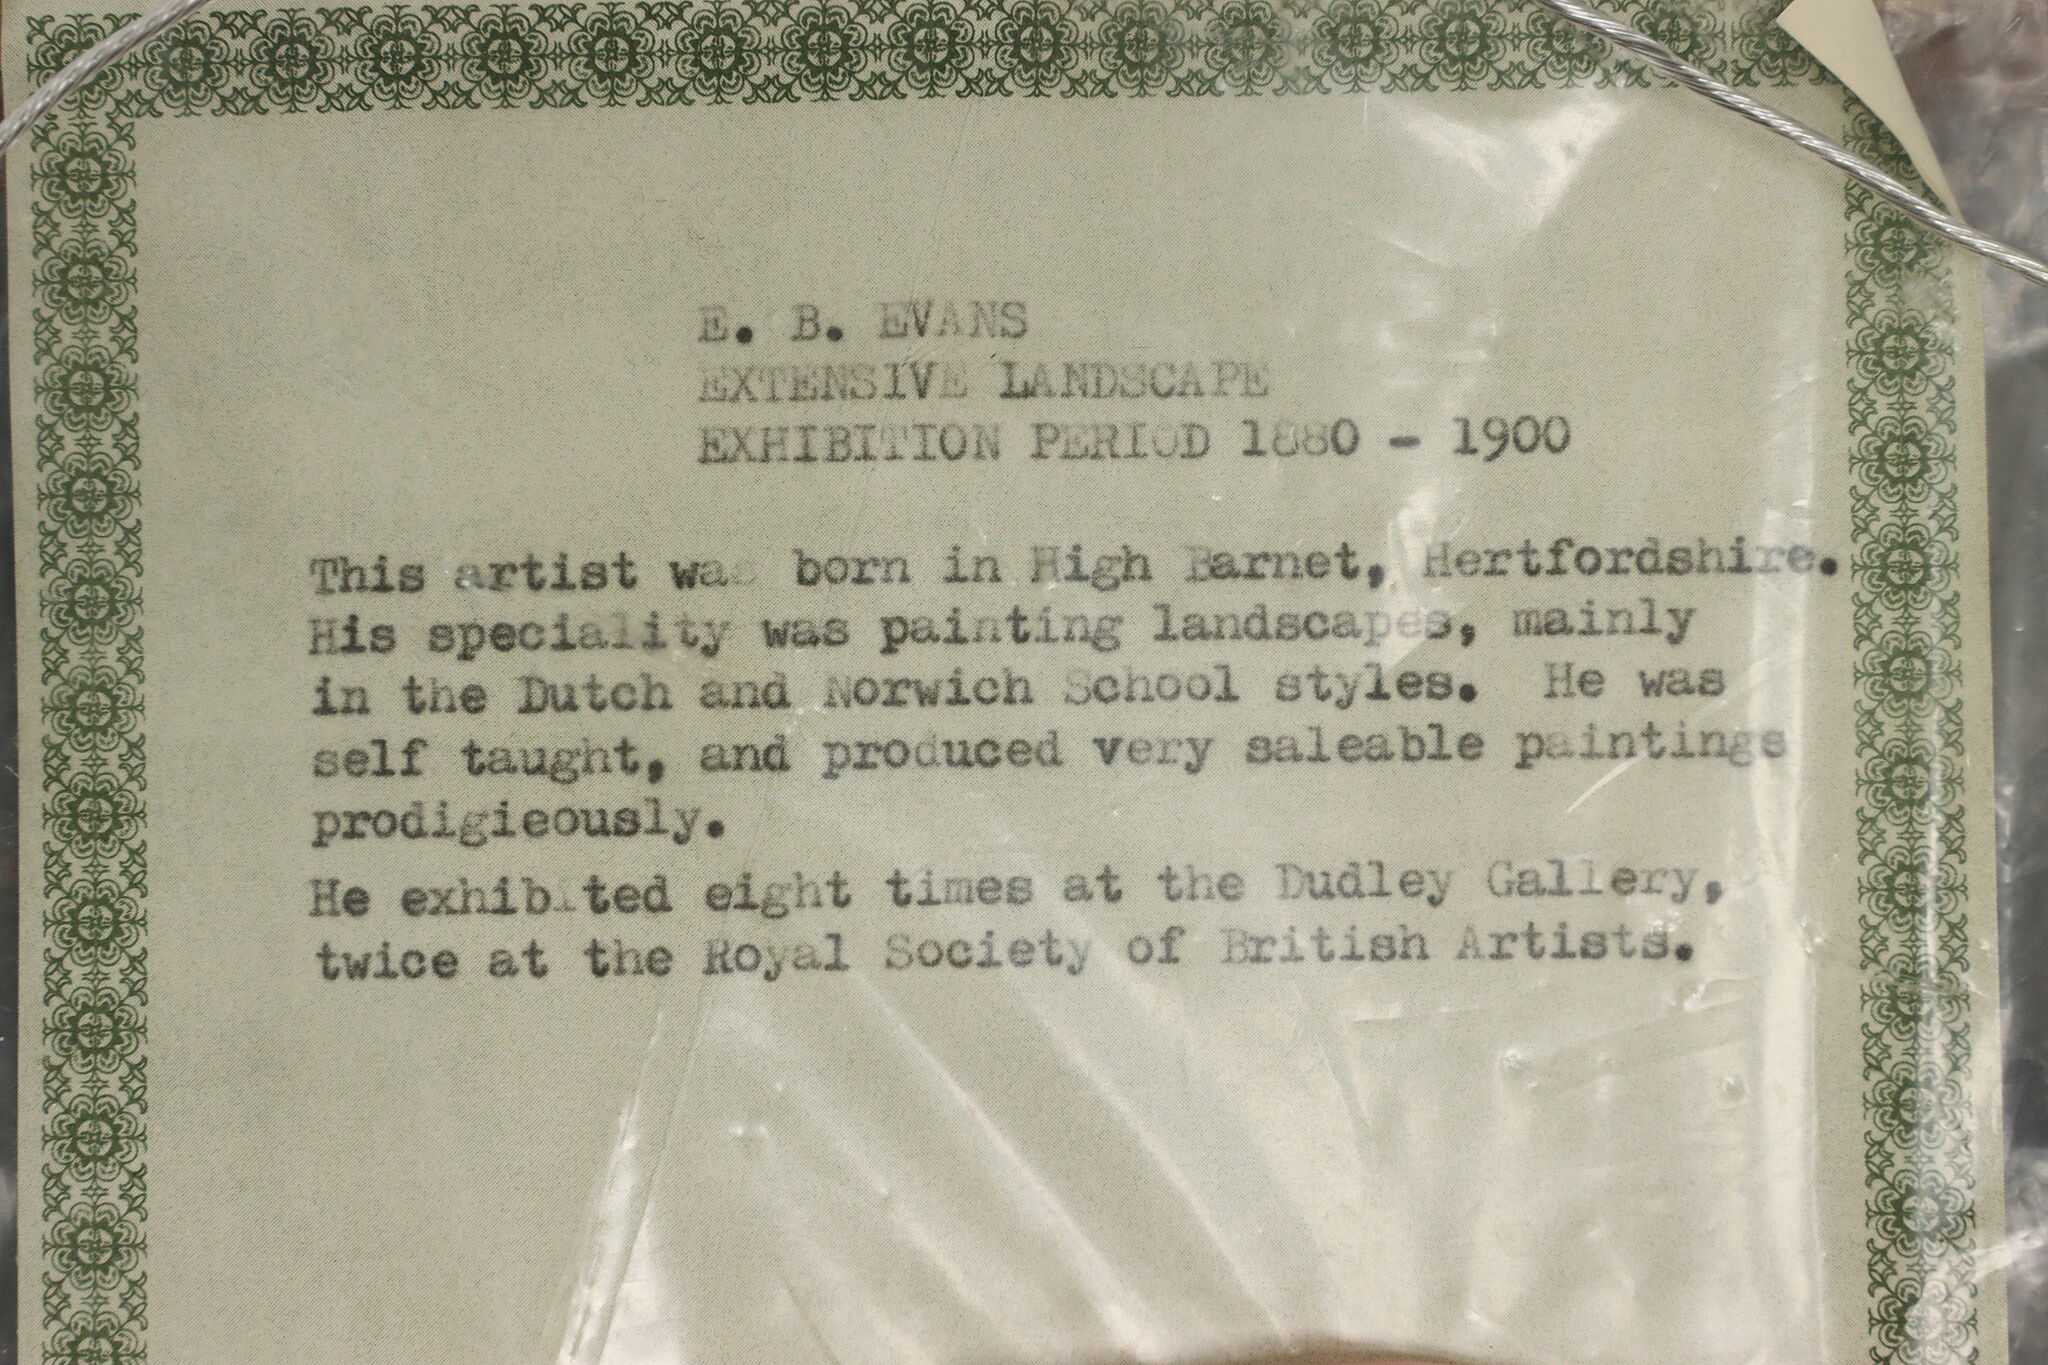 E. B. EVANS
EXTENSIVE LANDSCAPE
EXHIBITION PERIOD 1880 - 1900
This artist was born in High Barnet, Hertfordshire.
His speciality was painting landscapes, mainly
in the Dutch and Norwich School styles. He was
self taught, and produced very saleable paintings
prodigieously.
He exhibited eight times at the Dudley Gallery,
twice at the Royal Society of British Artists.